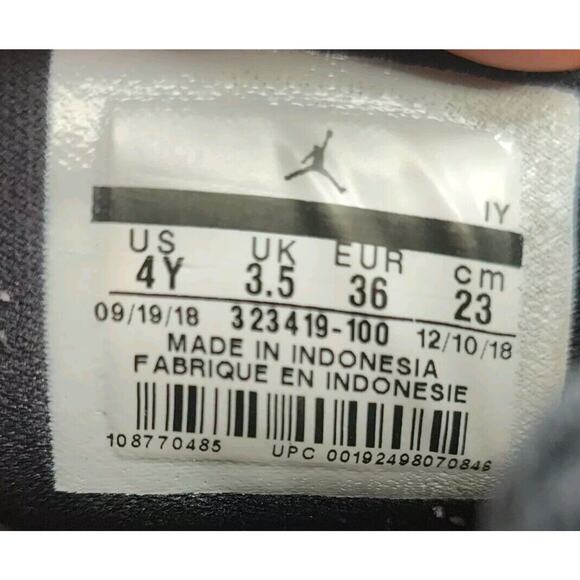 IY
US UK EUR cm
4Y 3.5 36 23
09/19/18 323419-100 12/10/18
MADE IN INDONESIA
FABRIQUE EN INDONESIE
108770485 UPC 00192498070846